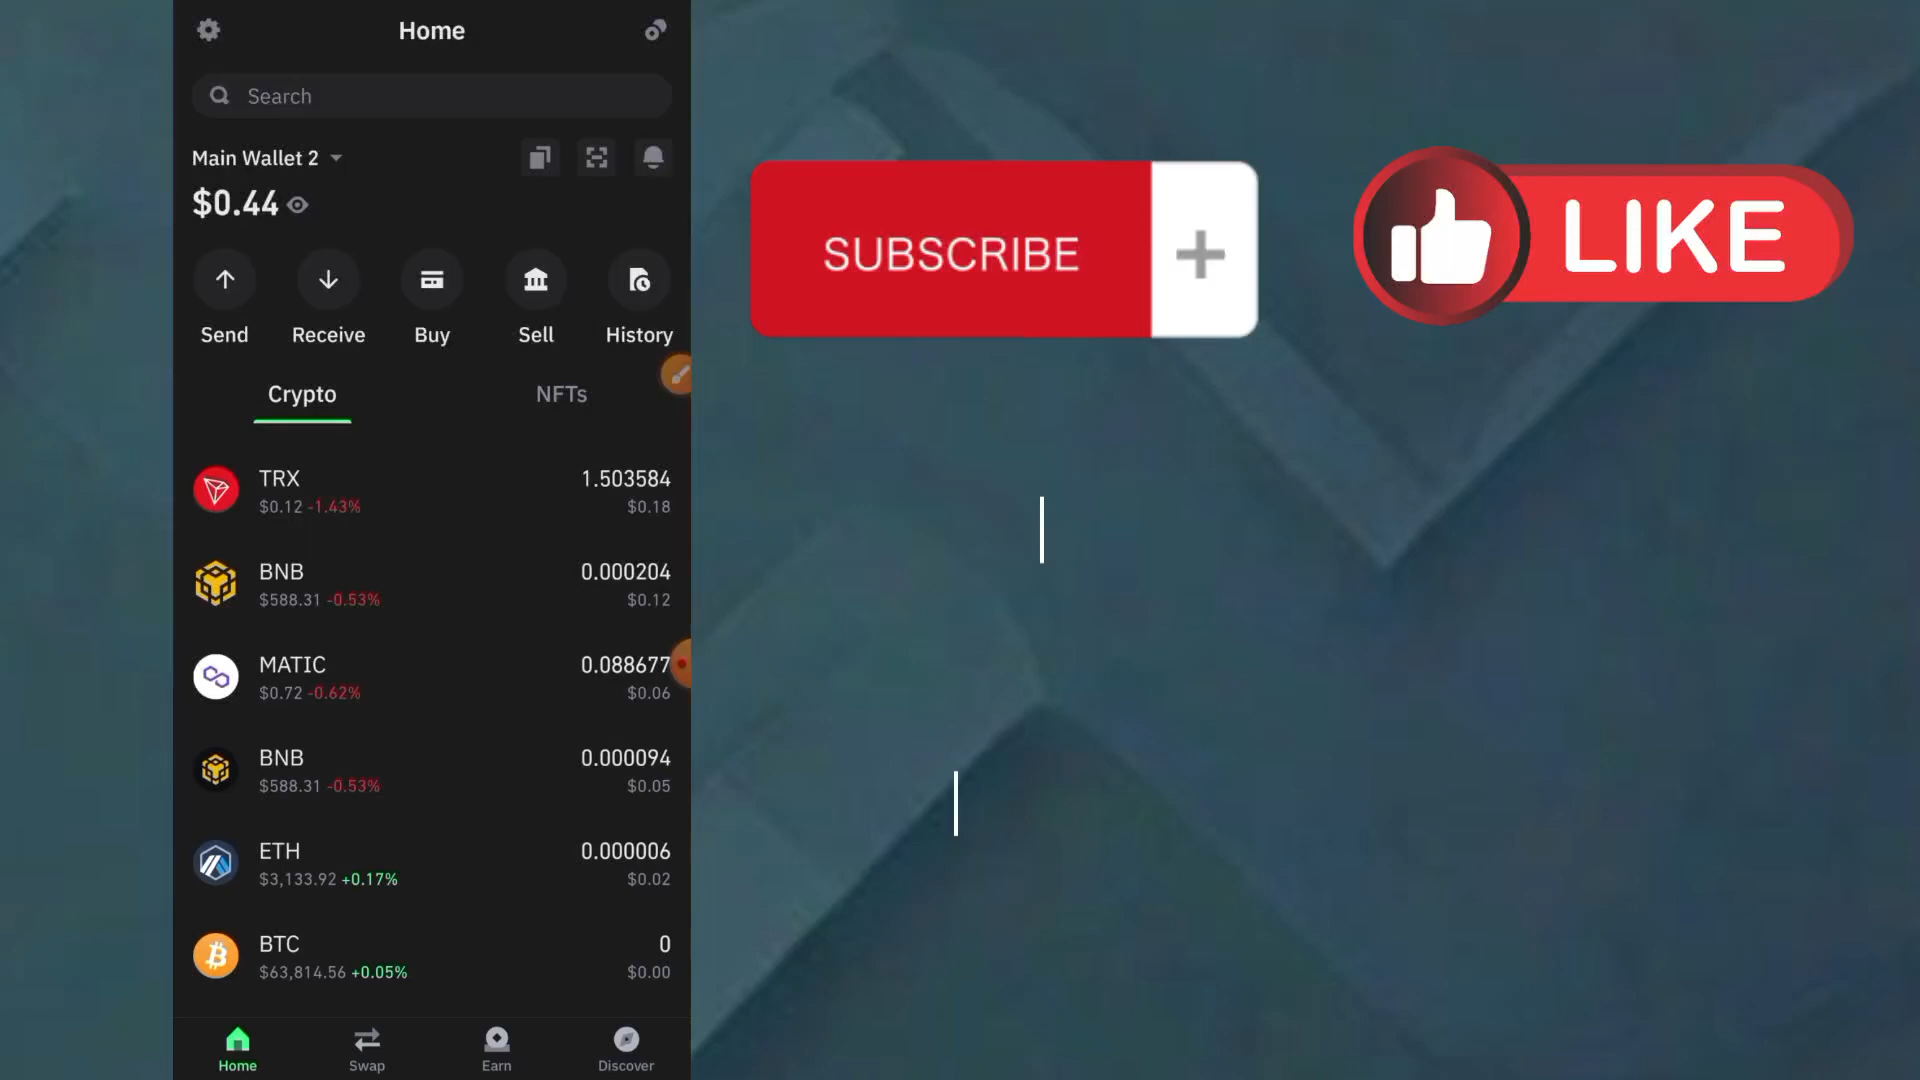 Home
Search
Main Wallet 2
$0.44
Send Receive Buy Sell History
Crypto NFTs
TRX 1.503584
$0.12 -1.43% $0.18
BNB 0.000204
$588.31 -0.53% $0.12
MATIC 0.088677
$0.72 -0.62% $0.06
BNB 0.000094
$588.31 -0.53% $0.05
ETH 0.000006
$3,133.92 +0.17% $0.02
BTC 0
$63,814.56 +0.05% $0.00
Home Swap Earn Discover
SUBSCRIBE +
LIKE